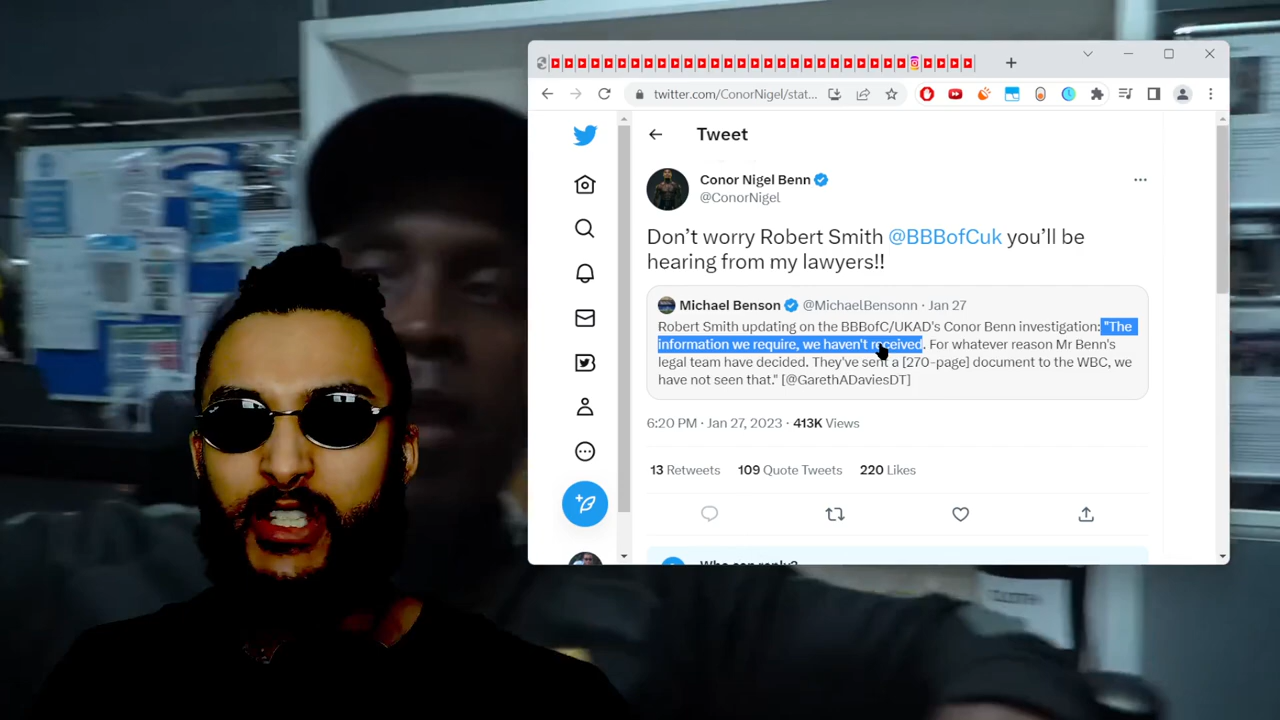 twitter.com/ConorNigel/stat...
Tweet
Conor Nigel Benn
@ConorNigel
Don’t worry Robert Smith @BBBofCuk you’ll be
hearing from my lawyers!!
Michael Benson @MichaelBensonn · Jan 27
Robert Smith updating on the BBBofC/UKAD's Conor Benn investigation: "The
information we require, we haven't received. For whatever reason Mr Benn's
legal team have decided. They've sent a [270-page] document to the WBC, we
have not seen that." [@GarethADaviesDT]
6:20 PM · Jan 27, 2023 · 413K Views
13 Retweets 109 Quote Tweets 220 Likes
Who can reply?